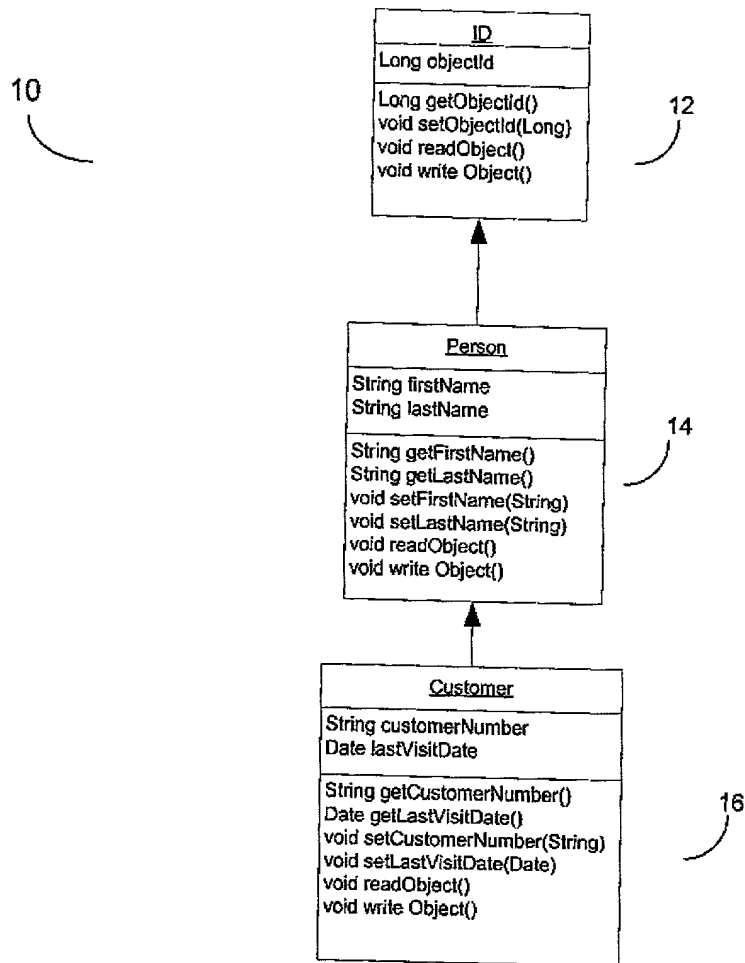 10
ID
Long objectId
Long getObjectId()
void setObjectId(Long}
void readObject()
void write Object()
12
Person
String firstName
String lastName
String getFirstName()
String getLastName()
void setFirstName(String)
void setLastName(String)
void readObject()
void write Object()
14
Customer
String customerNumber
Date lastVisitDate
String getCustomerNumber()
Date getLastVisitDate()
void setCustomerNumber(String)
void setLastVisitDate(Date)
void readObject()
void write Object()
16